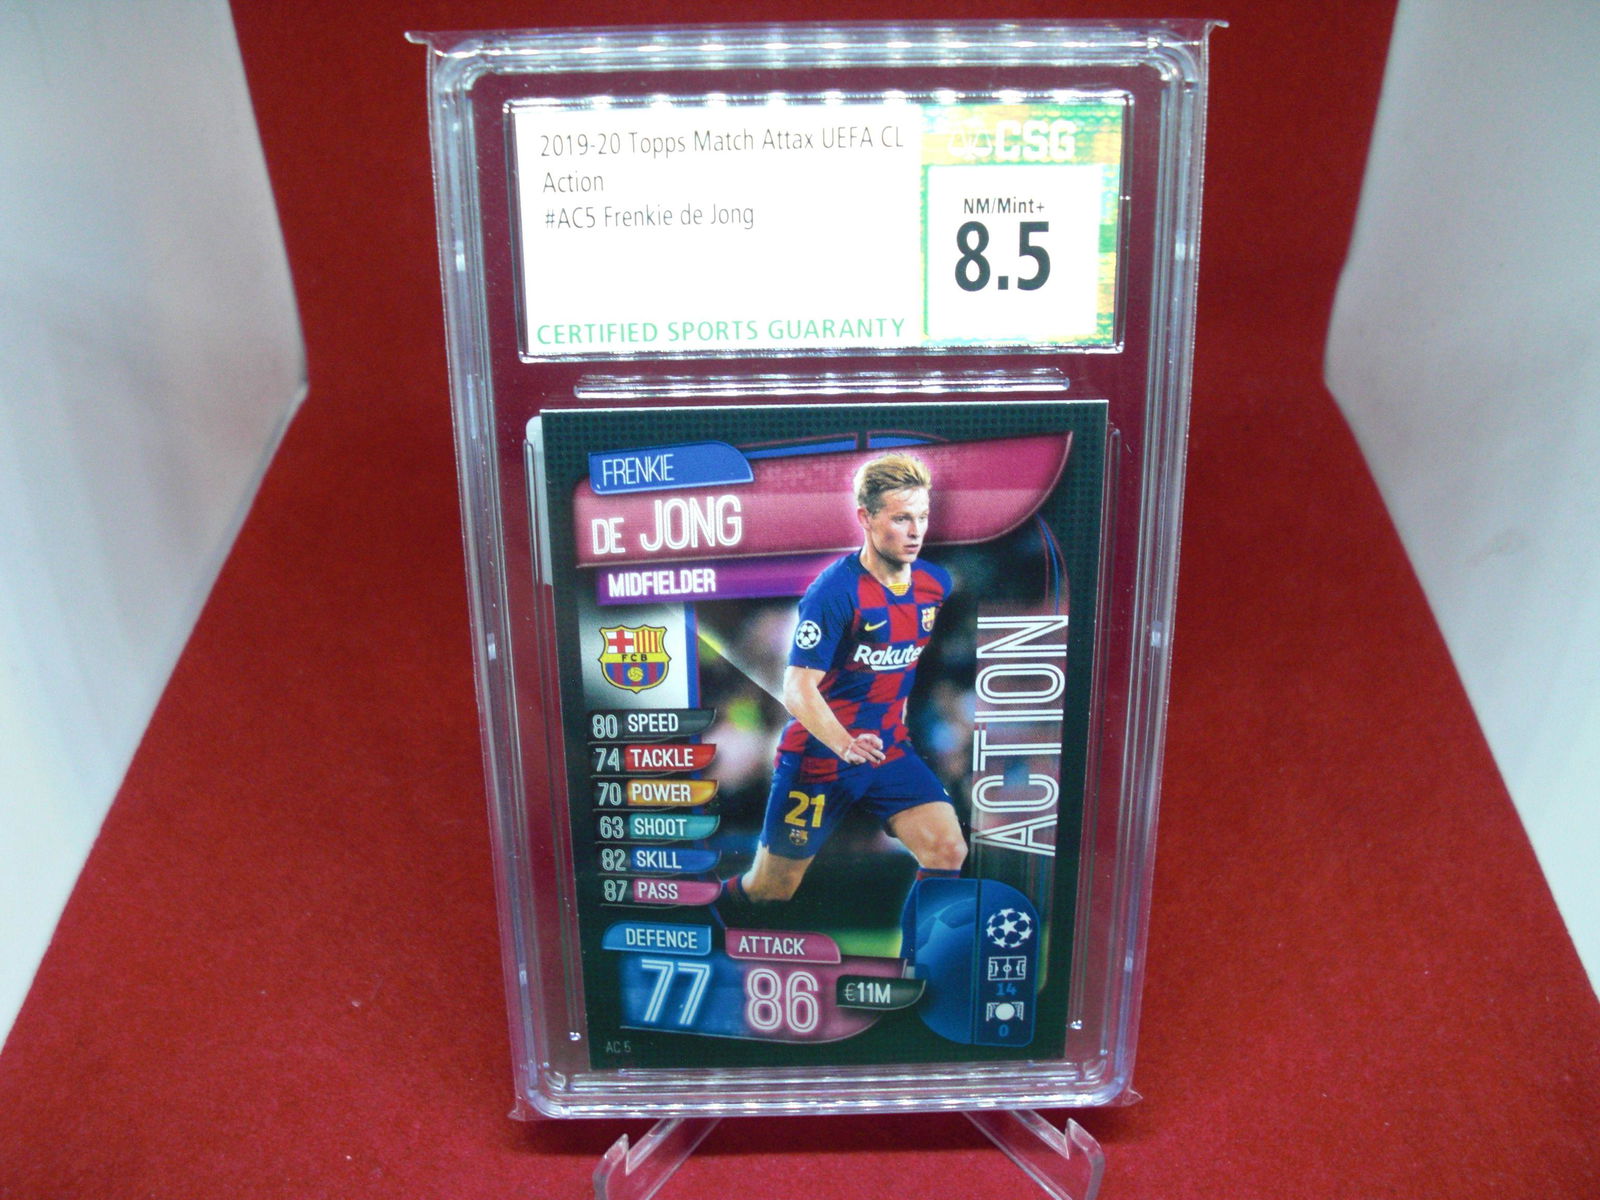 2019-20 Topps Match Attax UEFA CL
Action
#AC5 Frenkie de Jong
CERTIFIED SPORTS GUARANTY
CSG
NM/Mint+
8.5
FRENKIE
DE JONG
MIDFIELDER
FCB
80 SPEED
74 TACKLE
70 POWER
63 SHOOT
82 SKILL
87 PASS
Rakute
21
ACTION
DEFENCE
77
ATTACK
86
€11M
14
0
AC 5